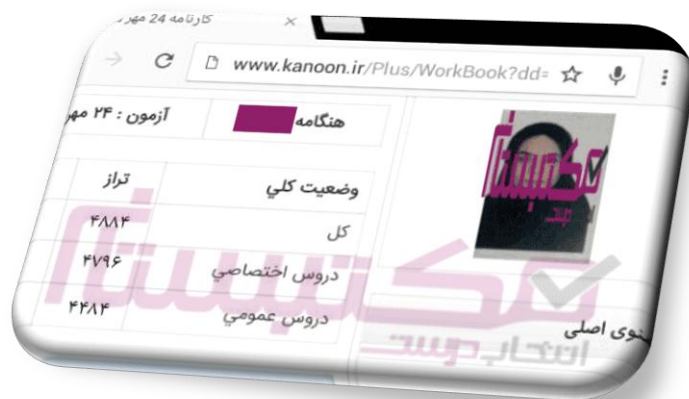 کارنامه 24 مهر
www.kanoon.ir/Plus/WorkBook?dd=
هنگامه
آزمون : ۲۴ مهر
وضعیت کلي
تراز
کل
۴۸۸۴
دروس اختصاصي
۴۷۹۶
دروس عمومي
۴۴۸۴
اصلی
مکتبستان
انتخاب درست